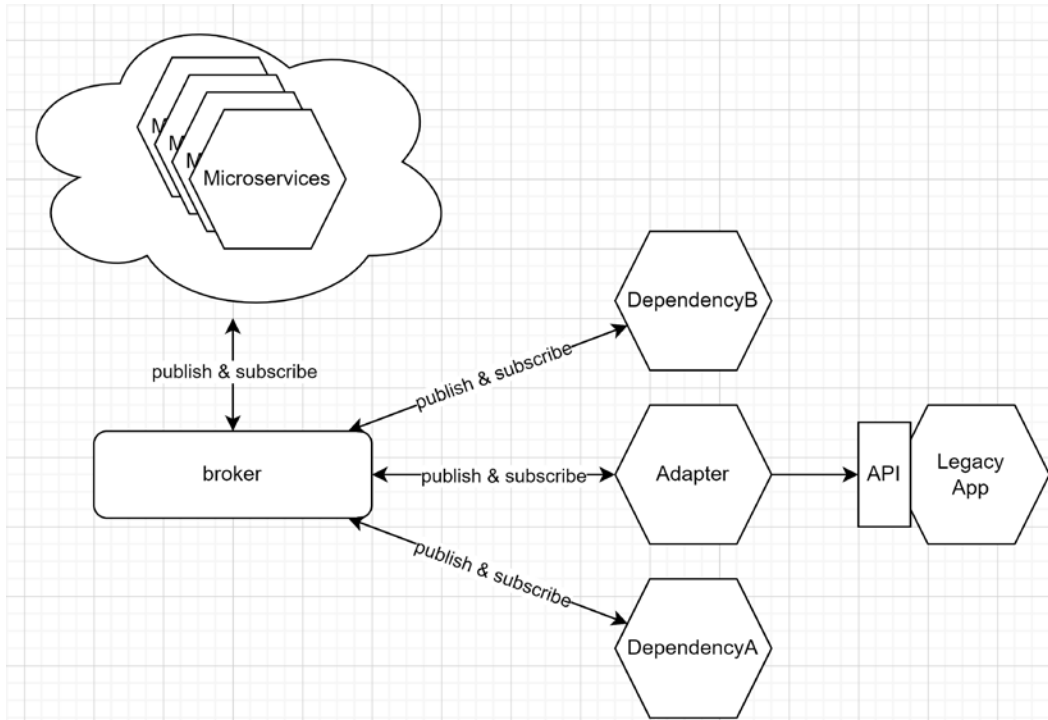 M
M
M
Microservices
publish & subscribe
DependencyB
publish & subscribe
broker
publish & subscribe
Adapter
API
Legacy
App
publish & subscribe
DependencyA